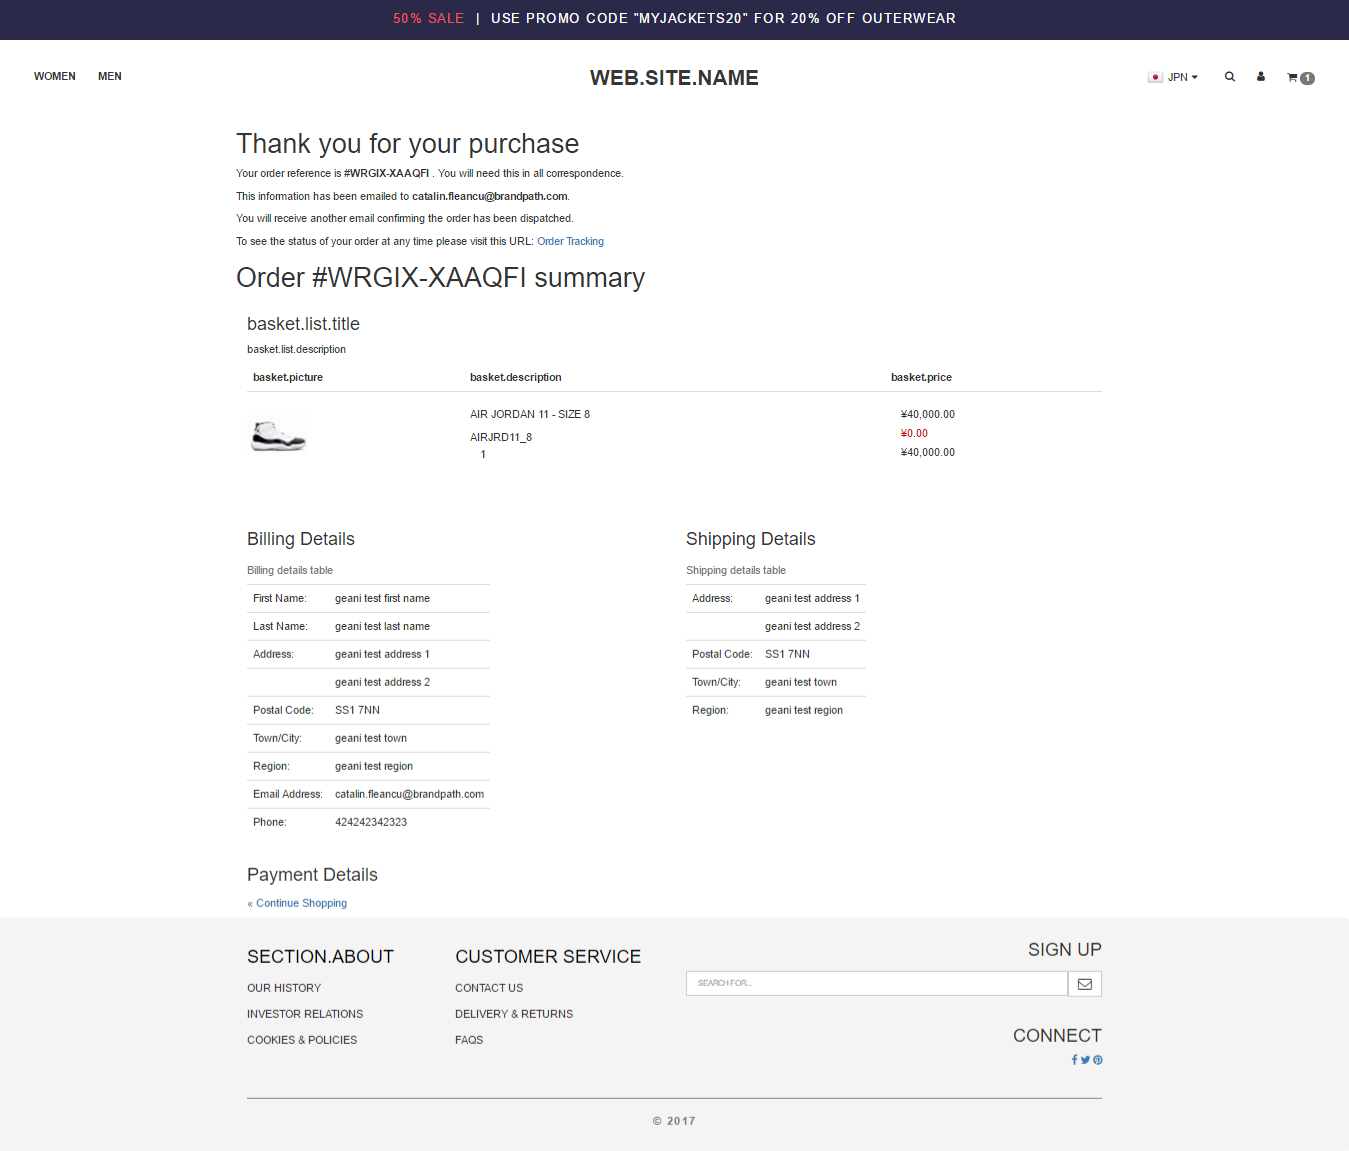 50% SALE | USE PROMO CODE "MYJACKETS20" FOR 20% OFF OUTERWEAR
WOMEN MEN WEB.SITE.NAME JPN 1
Thank you for your purchase
Your order reference is #WRGIX-XAAQFI . You will need this in all correspondence.
This information has been emailed to catalin.fleancu@brandpath.com.
You will receive another email confirming the order has been dispatched.
To see the status of your order at any time please visit this URL: Order Tracking
Order #WRGIX-XAAQFI summary
basket.list.title
basket.list.description
basket.picture basket.description basket.price
AIR JORDAN 11 - SIZE 8 ¥40,000.00
AIRJRD11_8 ¥0.00
1 ¥40,000.00
Billing Details
Billing details table
First Name: geani test first name
Last Name: geani test last name
Address: geani test address 1
geani test address 2
Postal Code: SS1 7NN
Town/City: geani test town
Region: geani test region
Email Address: catalin.fleancu@brandpath.com
Phone: 424242342323
Shipping Details
Shipping details table
Address: geani test address 1
geani test address 2
Postal Code: SS1 7NN
Town/City: geani test town
Region: geani test region
Payment Details
« Continue Shopping
SECTION.ABOUT
OUR HISTORY
INVESTOR RELATIONS
COOKIES & POLICIES
CUSTOMER SERVICE
CONTACT US
DELIVERY & RETURNS
FAQS
SIGN UP
SEARCH FOR...
CONNECT
© 2017